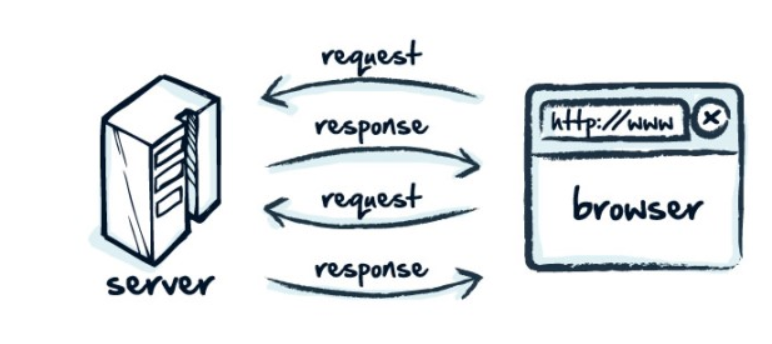 request
response
request
response
server
http://www
browser